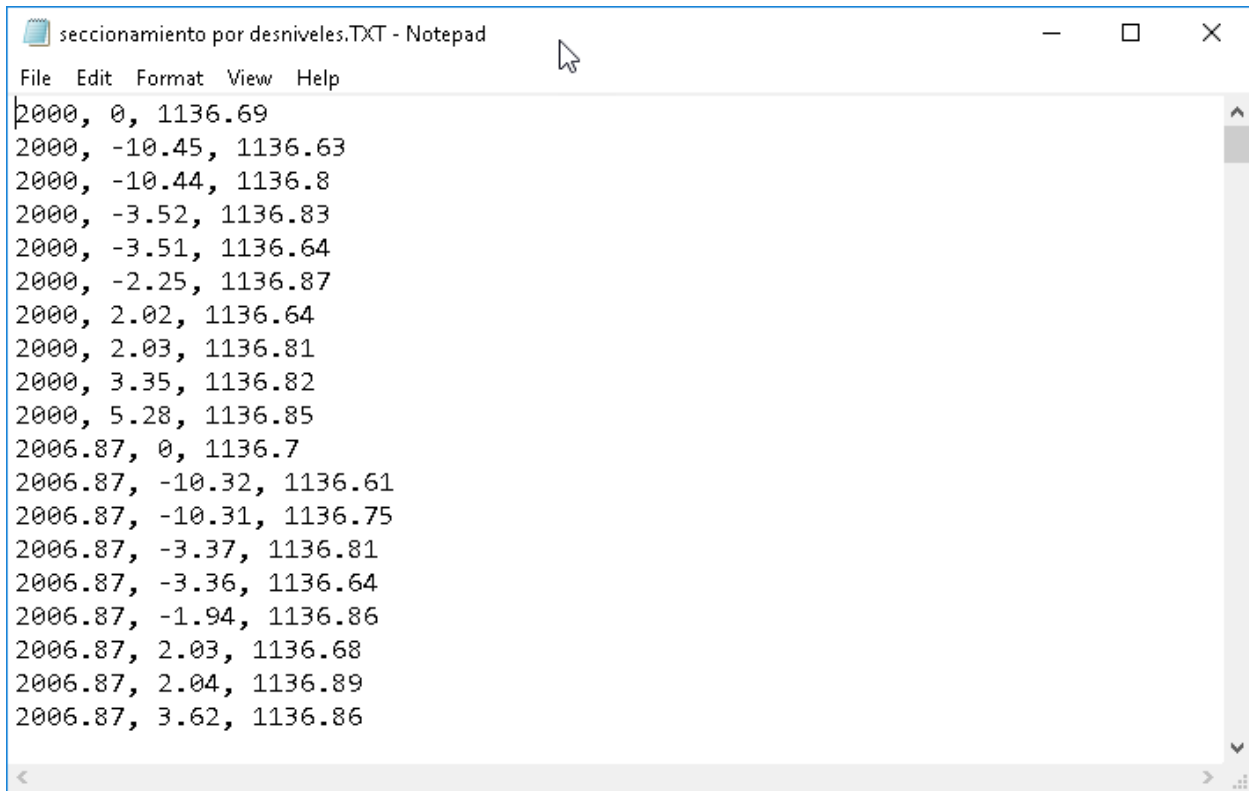 seccionamiento por desniveles.TXT - Notepad
File Edit Format View Help
2000, 0, 1136.69
2000, -10.45, 1136.63
2000, -10.44, 1136.8
2000, -3.52, 1136.83
2000, -3.51, 1136.64
2000, -2.25, 1136.87
2000, 2.02, 1136.64
2000, 2.03, 1136.81
2000, 3.35, 1136.82
2000, 5.28, 1136.85
2006.87, 0, 1136.7
2006.87, -10.32, 1136.61
2006.87, -10.31, 1136.75
2006.87, -3.37, 1136.81
2006.87, -3.36, 1136.64
2006.87, -1.94, 1136.86
2006.87, 2.03, 1136.68
2006.87, 2.04, 1136.89
2006.87, 3.62, 1136.86